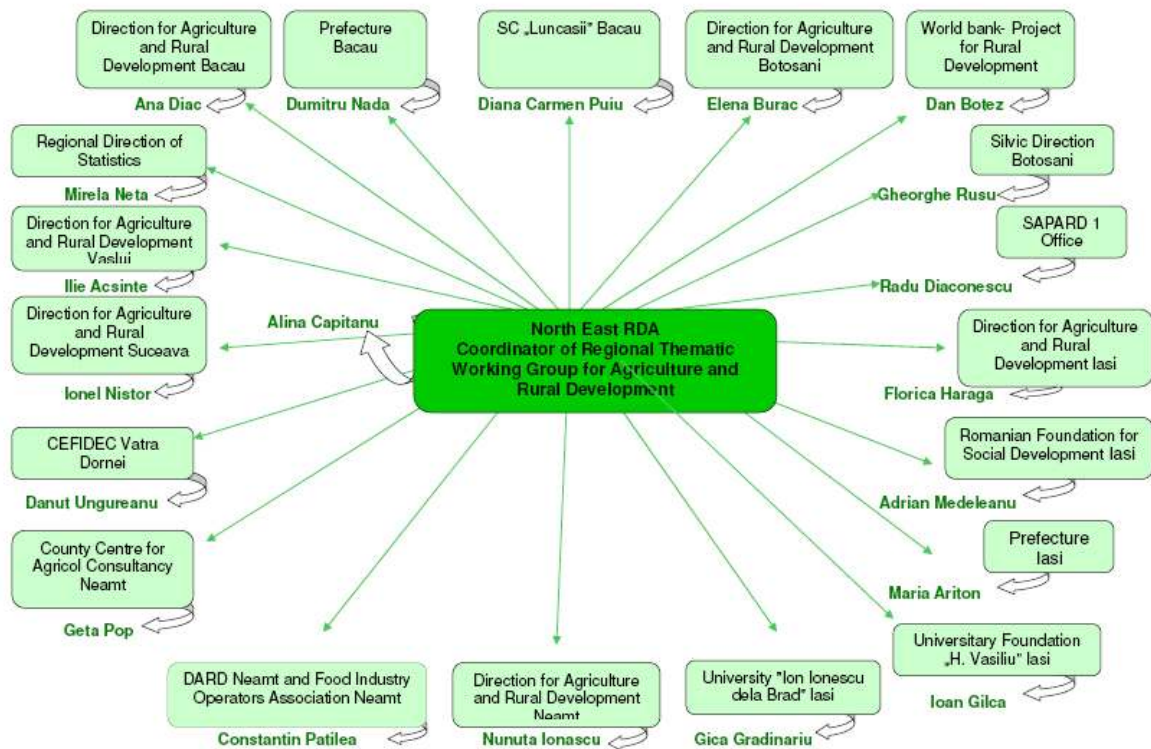 Direction for Agriculture
and Rural
Development Bacau
Ana Diac
Prefecture
Bacau
Dumitru Nada
SC „Luncasii” Bacau
Diana Carmen Puiu
Direction for Agriculture
and Rural Development
Botosani
Elena Burac
World bank- Project
for Rural
Development
Dan Botez
Regional Direction of
Statistics
Mirela Neta
Silvic Direction
Botosani
Gheorghe Rusu
Direction for Agriculture
and Rural Development
Vaslui
Ilie Acsinte
SAPARD 1
Office
Radu Diaconescu
Direction for Agriculture
and Rural
Development Suceava
Ionel Nistor
Alina Capitanu
North East RDA
Coordinator of Regional Thematic
Working Group for Agriculture and
Rural Development
Direction for Agriculture
and Rural
Development Iasi
Florica Haraga
CEFIDEC Vatra
Dornei
Danut Ungureanu
Romanian Foundation for
Social Development Iasi
Adrian Medeleanu
County Centre for
Agricol Consultancy
Neamt
Geta Pop
Prefecture
Iasi
Maria Ariton
DARD Neamt and Food Industry
Operators Association Neamt
Constantin Patilea
Direction for Agriculture
and Rural Development
Neamt
Nunuta Ionascu
University "Ion Ionescu
dela Brad" Iasi
Gica Gradinariu
Universitary Foundation
„H. Vasiliu” Iasi
Ioan Gilca